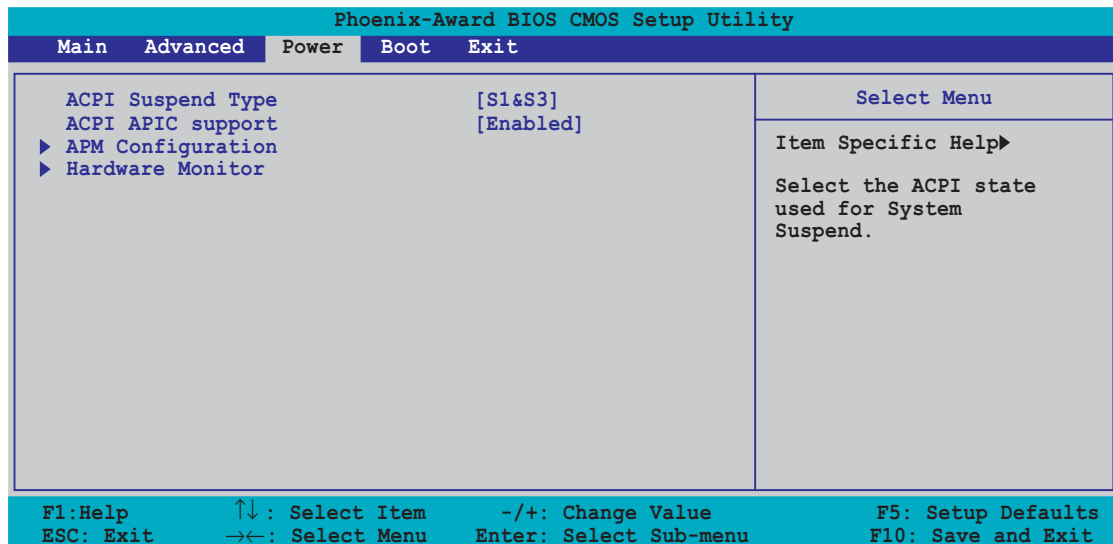 Phoenix-Award BIOS CMOS Setup Utility
Main Advanced Power Boot Exit
ACPI Suspend Type [S1&S3]
ACPI APIC support [Enabled]
▶ APM Configuration
▶ Hardware Monitor
Select Menu
Item Specific Help▶
Select the ACPI state
used for System
Suspend.
F1:Help ↑↓: Select Item -/+: Change Value F5: Setup Defaults
ESC: Exit →←: Select Menu Enter: Select Sub-menu F10: Save and Exit